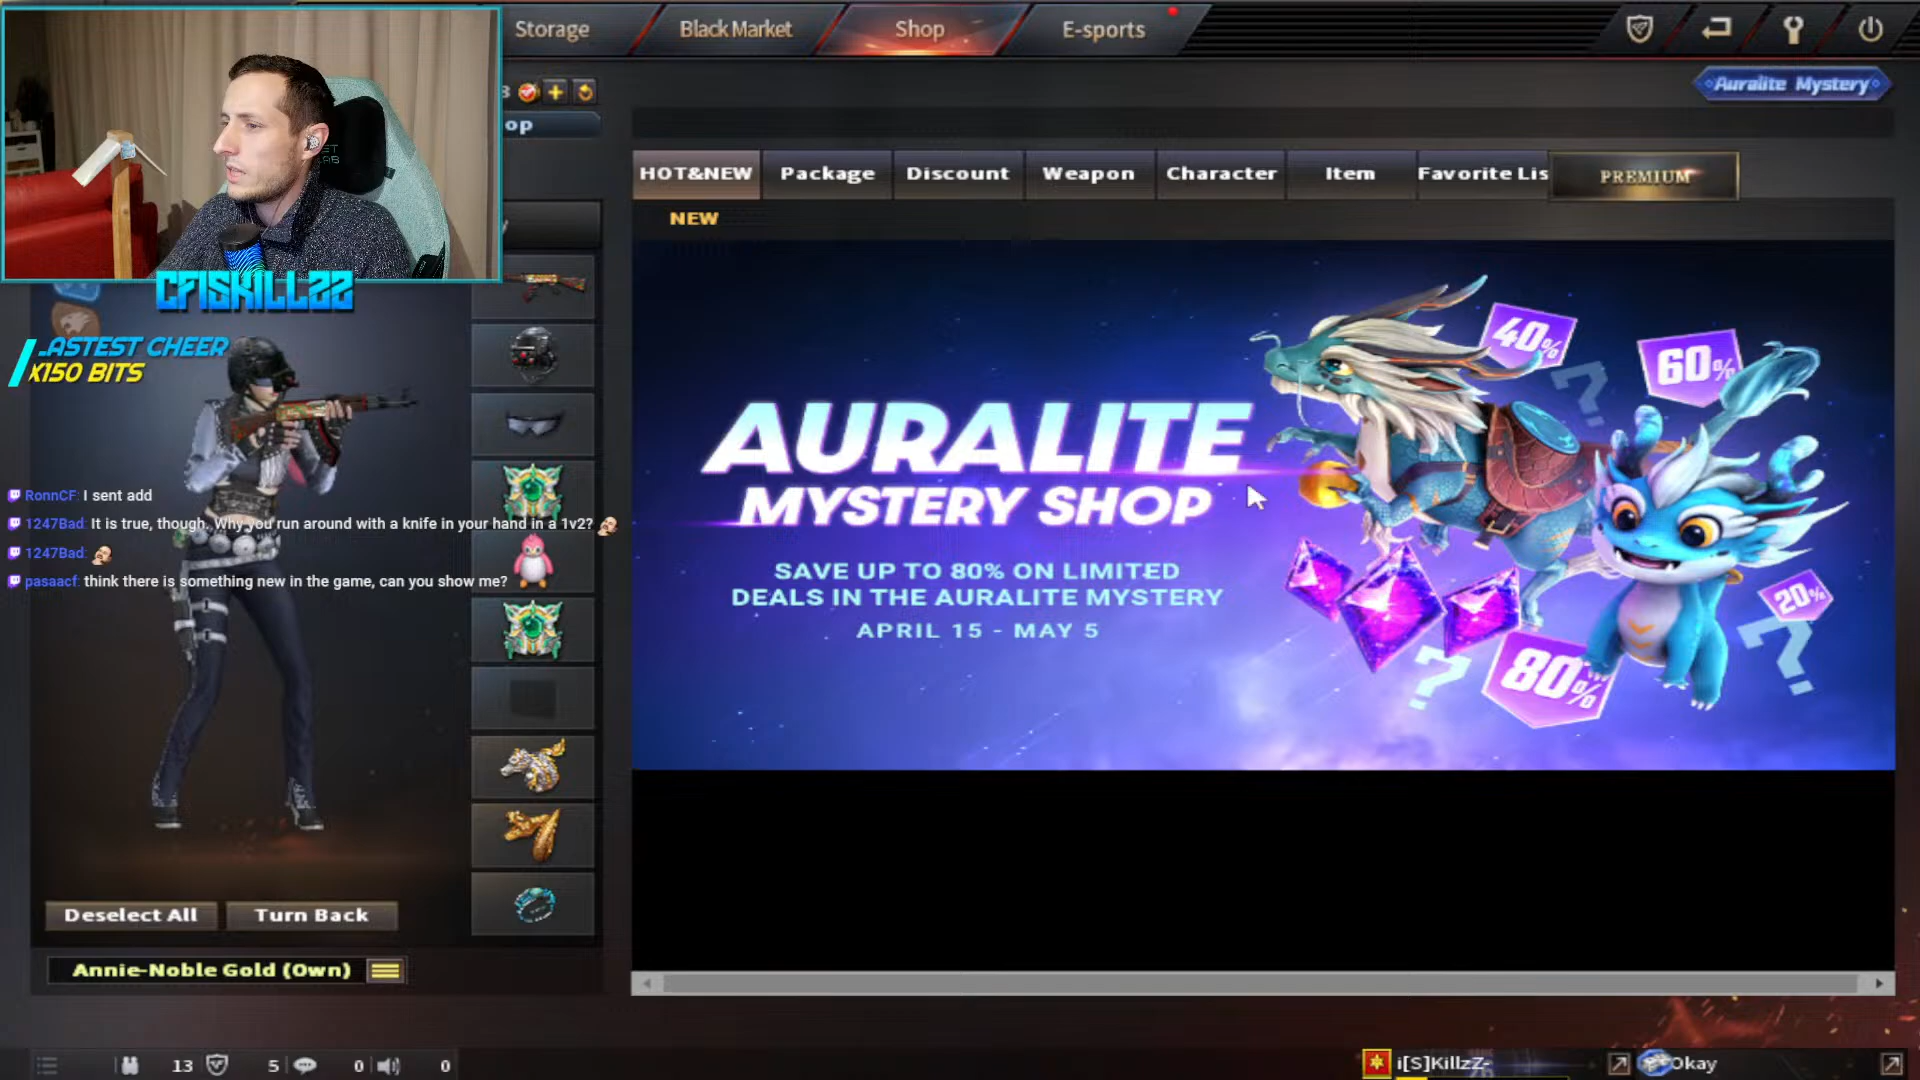 Storage
Black Market
Shop
E-sports
Auralite Mystery
op
HOT&NEW
Package
Discount
Weapon
Character
Item
Favorite Lis
PREMIUM
NEW
CFISKILLZZ
LASTEST CHEER
X150 BITS
40%
60%
AURALITE
MYSTERY SHOP
SAVE UP TO 80% ON LIMITED
DEALS IN THE AURALITE MYSTERY
APRIL 15 - MAY 5
20%
80%
?
?
?
RonnCF: I sent add
1247Bad: It is true, though. Why you run around with a knife in your hand in a 1v2?
1247Bad:
pasaacf: think there is something new in the game, can you show me?
Deselect All
Turn Back
Annie-Noble Gold (Own)
13
5
0
0
i[S]KillzZ-
Okay